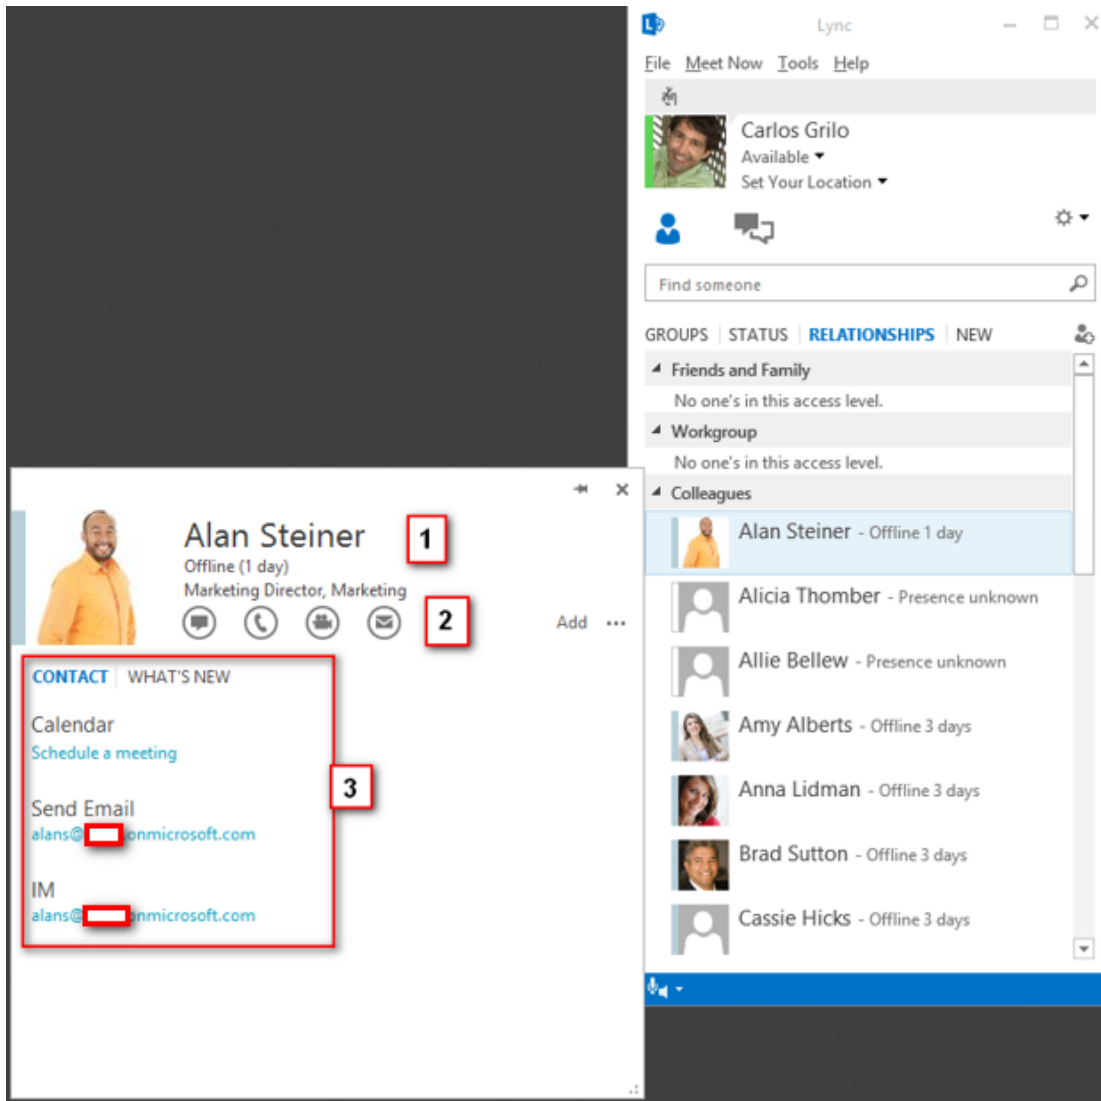 Lync
File Meet Now Tools Help
Carlos Grilo
Available
Set Your Location
Find someone
GROUPS STATUS RELATIONSHIPS NEW
Friends and Family
No one's in this access level.
Workgroup
No one's in this access level.
Colleagues
Alan Steiner - Offline 1 day
Alicia Thomber - Presence unknown
Allie Bellew - Presence unknown
Amy Alberts - Offline 3 days
Anna Lidman - Offline 3 days
Brad Sutton - Offline 3 days
Cassie Hicks - Offline 3 days
Alan Steiner 1
Offline (1 day)
Marketing Director, Marketing
2 Add ...
CONTACT WHAT'S NEW
Calendar
Schedule a meeting
3
Send Email
alans@ onmicrosoft.com
IM
alans@ onmicrosoft.com